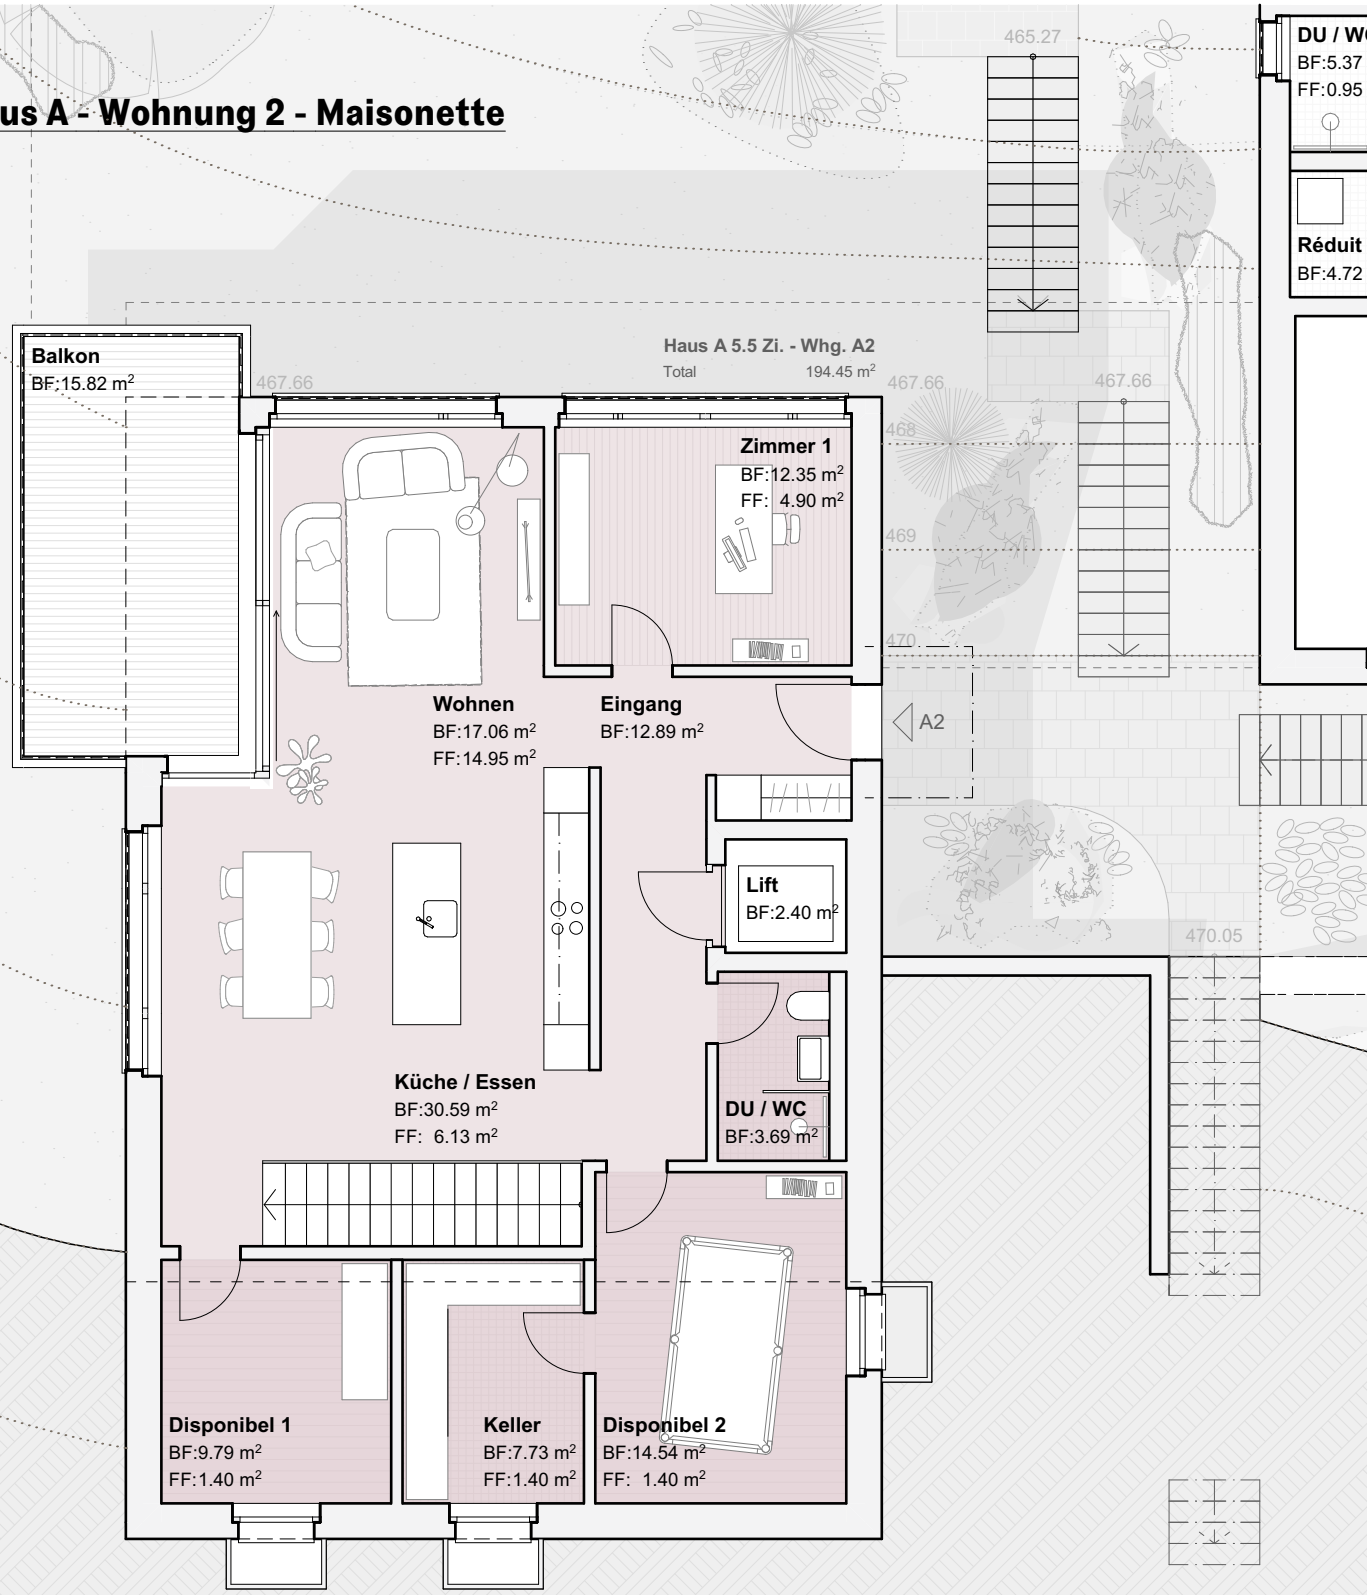 us A - Wohnung 2 - Maisonette
465.27
DU / WC
BF:5.37
FF:0.95
Réduit
BF:4.72
Balkon
BF:15.82 m²
467.66
Haus A 5.5 Zi. - Whg. A2
Total 194.45 m²
467.66
467.66
468
Zimmer 1
BF:12.35 m²
FF: 4.90 m²
469
470
Wohnen
BF:17.06 m²
FF:14.95 m²
Eingang
BF:12.89 m²
A2
Lift
BF:2.40 m²
470.05
Küche / Essen
BF:30.59 m²
FF: 6.13 m²
DU / WC
BF:3.69 m²
Disponibel 1
BF:9.79 m²
FF:1.40 m²
Keller
BF:7.73 m²
FF:1.40 m²
Disponibel 2
BF:14.54 m²
FF: 1.40 m²